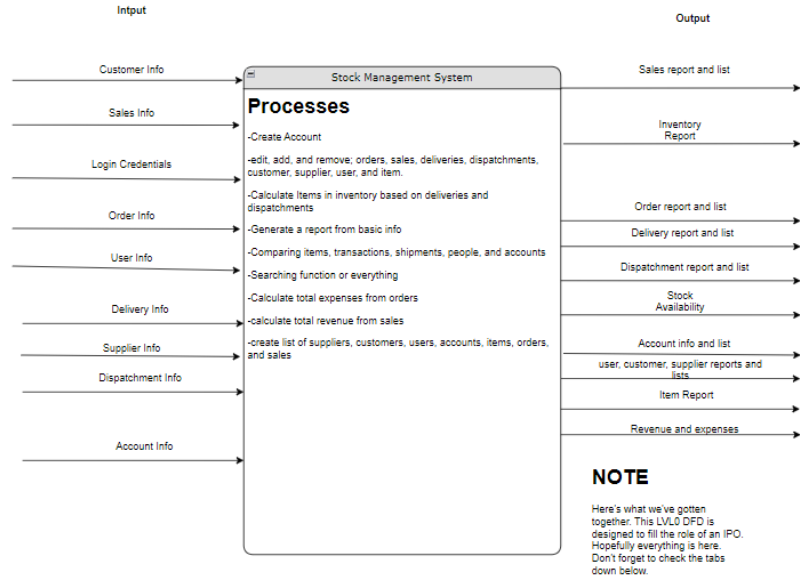 Intput
Output
Customer Info
Sales Info
Login Credentials
Order Info
User Info
Delivery Info
Supplier Info
Dispatchment Info
Account Info
Stock Management System
Processes
-Create Account
-edit, add, and remove; orders, sales, deliveries, dispatchments,
customer, supplier, user, and item.
-Calculate Items in inventory based on deliveries and
dispatchments
-Generate a report from basic info
-Comparing items, transactions, shipments, people, and accounts
-Searching function or everything
-Calculate total expenses from orders
-calculate total revenue from sales
-create list of suppliers, customers, users, accounts, items, orders,
and sales
Sales report and list
Inventory
Report
Order report and list
Delivery report and list
Dispatchment report and list
Stock
Availability
Account info and list
user, customer, supplier reports and
lists
Item Report
Revenue and expenses
NOTE
Here's what we've gotten
together. This LVL0 DFD is
designed to fill the role of an IPO.
Hopefully everything is here.
Don't forget to check the tabs
down below.